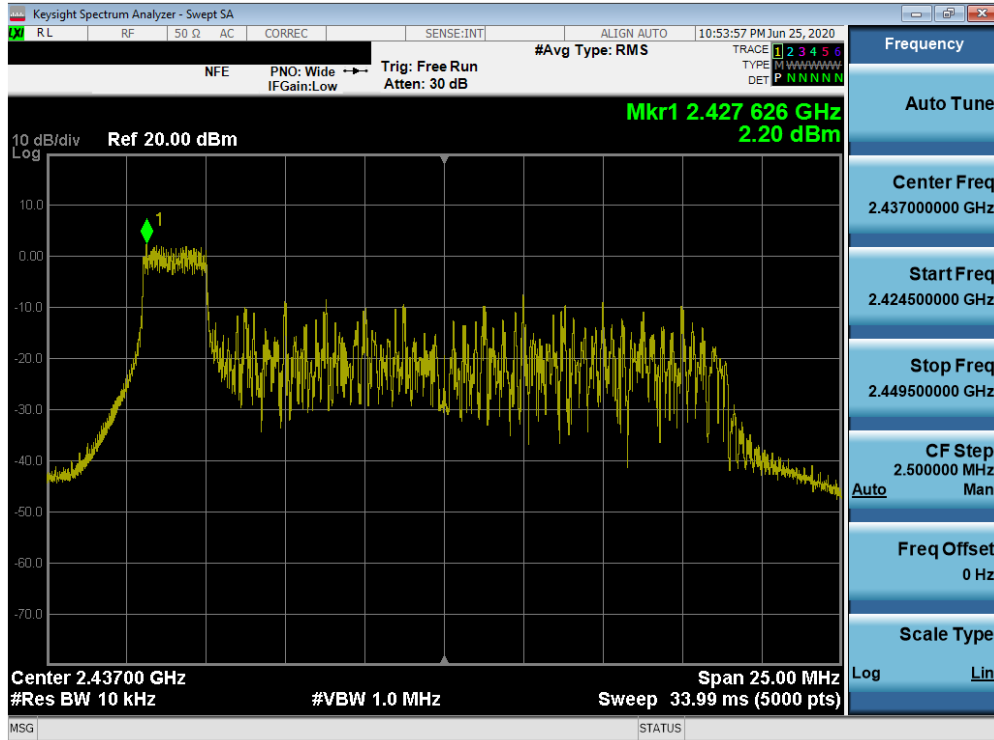 Keysight Spectrum Analyzer - Swept SA
LXI RL RF 50 Ω AC CORREC SENSE:INT ALIGN AUTO 10:53:57 PM Jun 25, 2020
#Avg Type: RMS TRACE 1 2 3 4 5 6
TYPE M WWWWW
DET P N N N N N
NFE PNO: Wide Trig: Free Run
IFGain:Low Atten: 30 dB
Mkr1 2.427 626 GHz
2.20 dBm
10 dB/div Ref 20.00 dBm
Log
1
10.0
0.00
-10.0
-20.0
-30.0
-40.0
-50.0
-60.0
-70.0
Center 2.43700 GHz Span 25.00 MHz
#Res BW 10 kHz #VBW 1.0 MHz Sweep 33.99 ms (5000 pts)
MSG STATUS
Frequency
Auto Tune
Center Freq
2.437000000 GHz
Start Freq
2.424500000 GHz
Stop Freq
2.449500000 GHz
CF Step
2.500000 MHz
Auto Man
Freq Offset
0 Hz
Scale Type
Log Lin